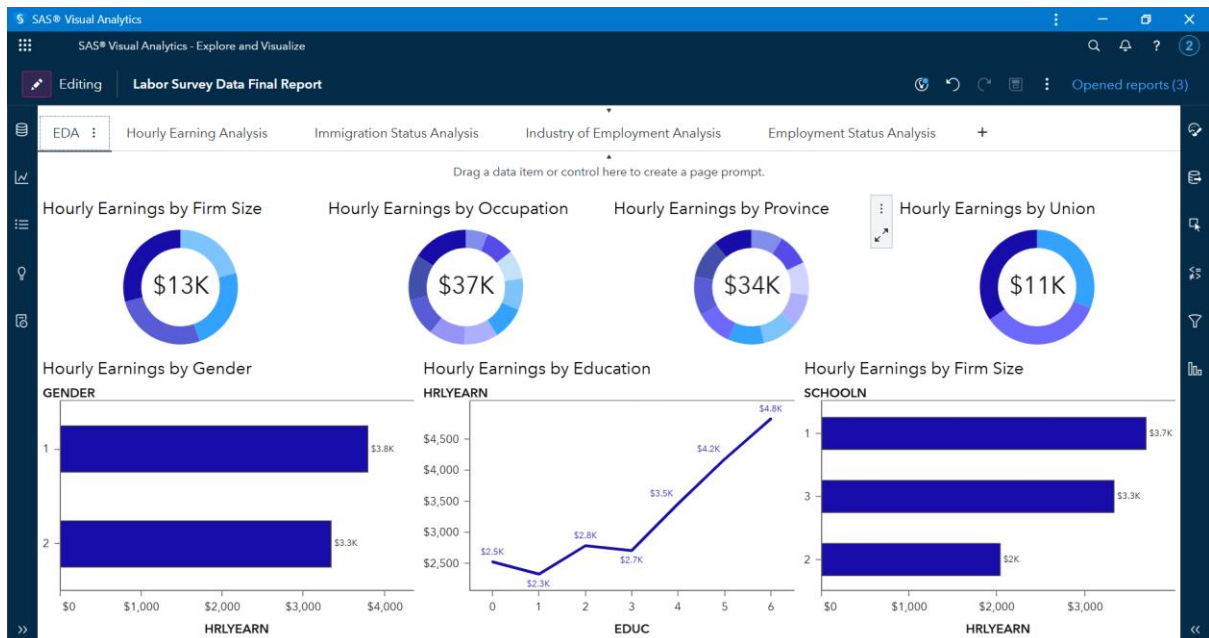 SAS® Visual Analytics
SAS® Visual Analytics - Explore and Visualize
?
2
Editing
Labor Survey Data Final Report
Opened reports (3)
EDA
Hourly Earning Analysis
Immigration Status Analysis
Industry of Employment Analysis
Employment Status Analysis
+
Drag a data item or control here to create a page prompt.
Hourly Earnings by Firm Size
Hourly Earnings by Occupation
Hourly Earnings by Province
Hourly Earnings by Union
$13K
$37K
$34K
$11K
Hourly Earnings by Gender
GENDER
1
$3.8K
2
$3.3K
$0 $1,000 $2,000 $3,000 $4,000
HRLYEARN
Hourly Earnings by Education
HRLYEARN
$4,500
$4,000
$3,500
$3,000
$2,500
$2.5K
$2.3K
$2.8K
$2.7K
$3.5K
$4.2K
$4.8K
0 1 2 3 4 5 6
EDUC
Hourly Earnings by Firm Size
SCHOOLN
1
$3.7K
3
$3.3K
2
$2K
$0 $1,000 $2,000 $3,000
HRLYEARN